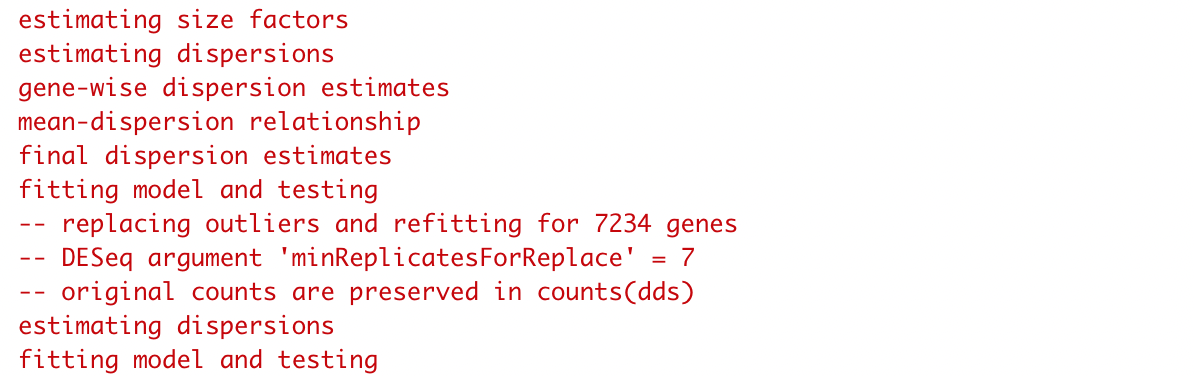 estimating size factors
estimating dispersions
gene-wise dispersion estimates
mean-dispersion relationship
final dispersion estimates
fitting model and testing
-- replacing outliers and refitting for 7234 genes
-- DESeq argument 'minReplicatesForReplace' = 7
-- original counts are preserved in counts(dds)
estimating dispersions
fitting model and testing